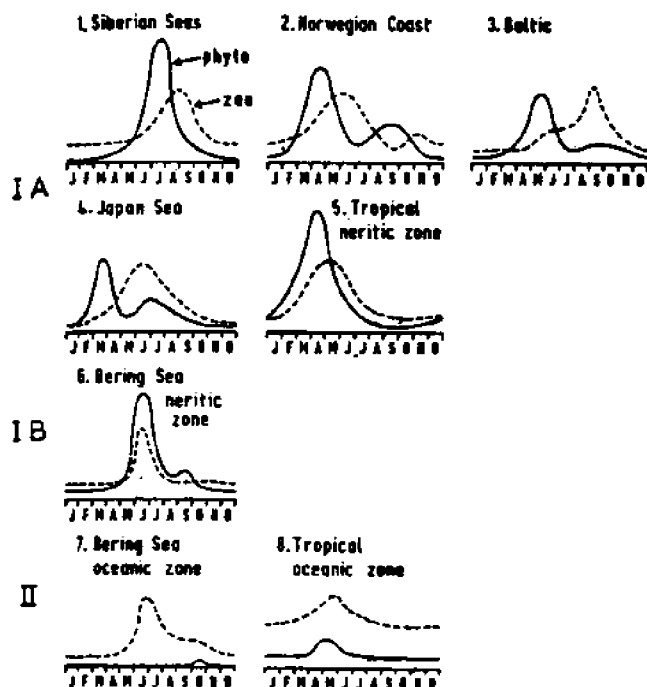 1. Siberian Seas
phyto
zoo
J F M A M J J A S O N D
2. Norwegian Coast
J F M A M J J A S O N D
3. Baltic
J F M A M J J A S O N D
I A
4. Japan Sea
J F M A M J J A S O N D
5. Tropical
neritic zone
J F M A M J J A S O N D
6. Bering Sea
neritic
zone
I B
J F M A M J J A S O N D
7. Bering Sea
oceanic zone
J F M A M J J A S O N D
8. Tropical
oceanic zone
J F M A M J J A S O N D
II